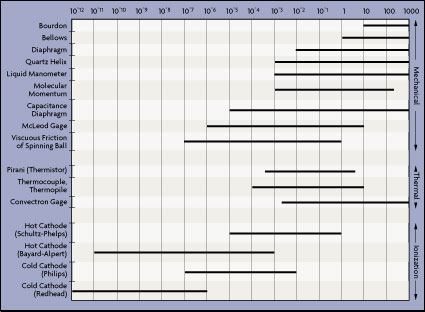 10⁻¹² 10⁻¹¹ 10⁻¹⁰ 10⁻⁹ 10⁻⁸ 10⁻⁷ 10⁻⁶ 10⁻⁵ 10⁻⁴ 10⁻³ 10⁻² 10⁻¹ 1 10 100 1000
Bourdon
Bellows
Diaphragm
Quartz Helix
Liquid Manometer
Molecular
Momentum
Capacitance
Diaphragm
McLeod Gage
Viscuous Friction
of Spinning Ball
Mechanical
Pirani (Thermistor)
Thermocouple,
Thermopile
Convectron Gage
Thermal
Hot Cathode
(Schultz-Phelps)
Hot Cathode
(Bayard-Alpert)
Cold Cathode
(Philips)
Cold Cathode
(Redhead)
Ionization